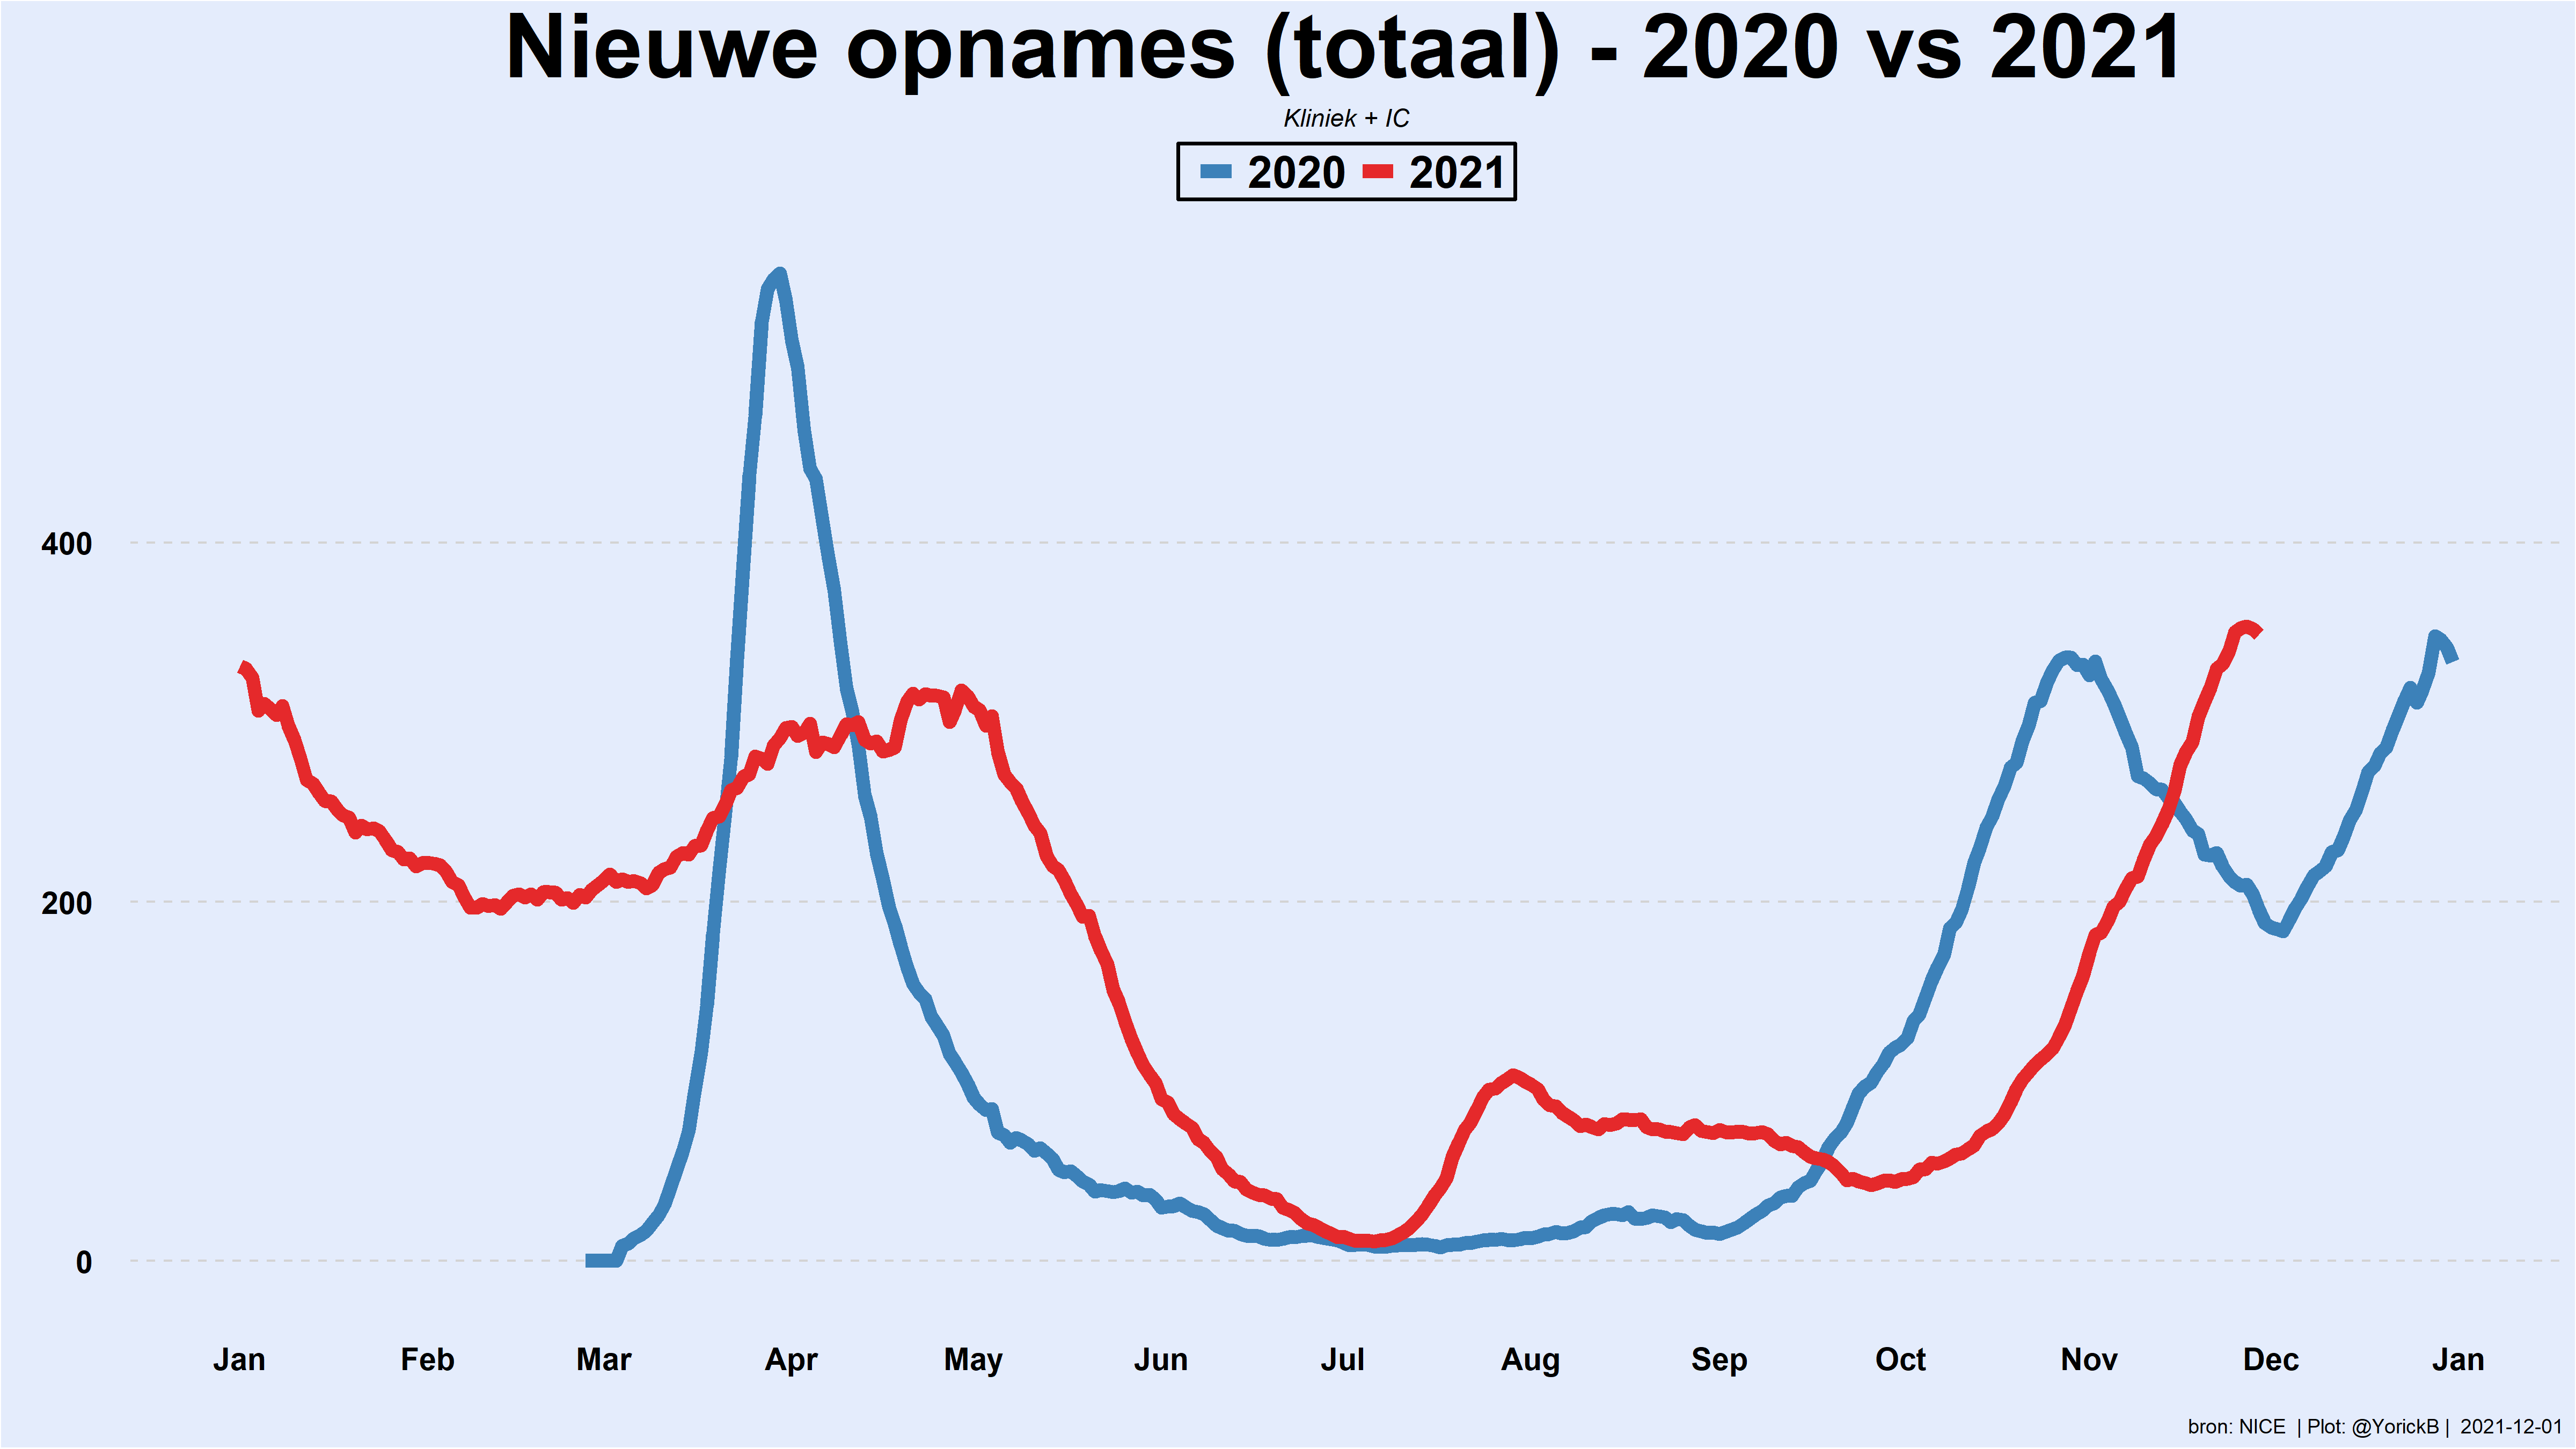 Nieuwe opnames (totaal) - 2020 vs 2021
Kliniek + IC
2020 2021
400
200
0
Jan Feb Mar Apr May Jun Jul Aug Sep Oct Nov Dec Jan
bron: NICE | Plot: @YorickB | 2021-12-01